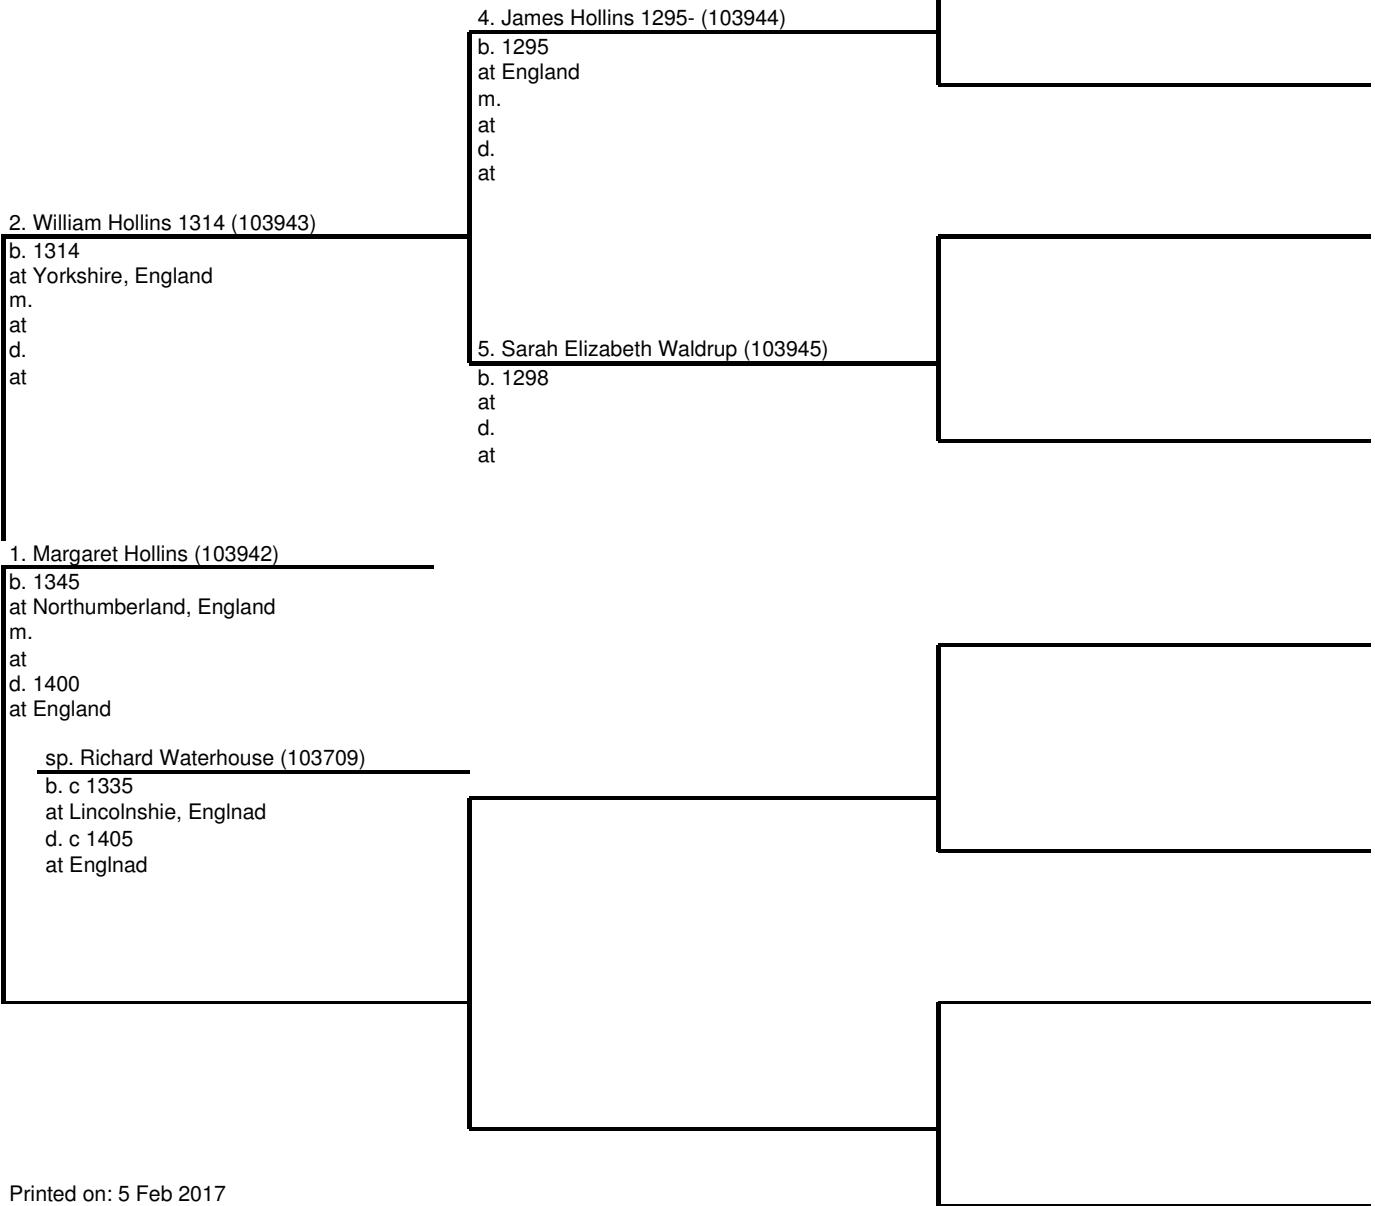 4. James Hollins 1295- (103944)
b. 1295
at England
m.
at
d.
at
2. William Hollins 1314 (103943)
b. 1314
at Yorkshire, England
m.
at
d.
at
5. Sarah Elizabeth Waldrup (103945)
b. 1298
at
d.
at
1. Margaret Hollins (103942)
b. 1345
at Northumberland, England
m.
at
d. 1400
at England
sp. Richard Waterhouse (103709)
b. c 1335
at Lincolnshie, Englnad
d. c 1405
at Englnad
Printed on: 5 Feb 2017